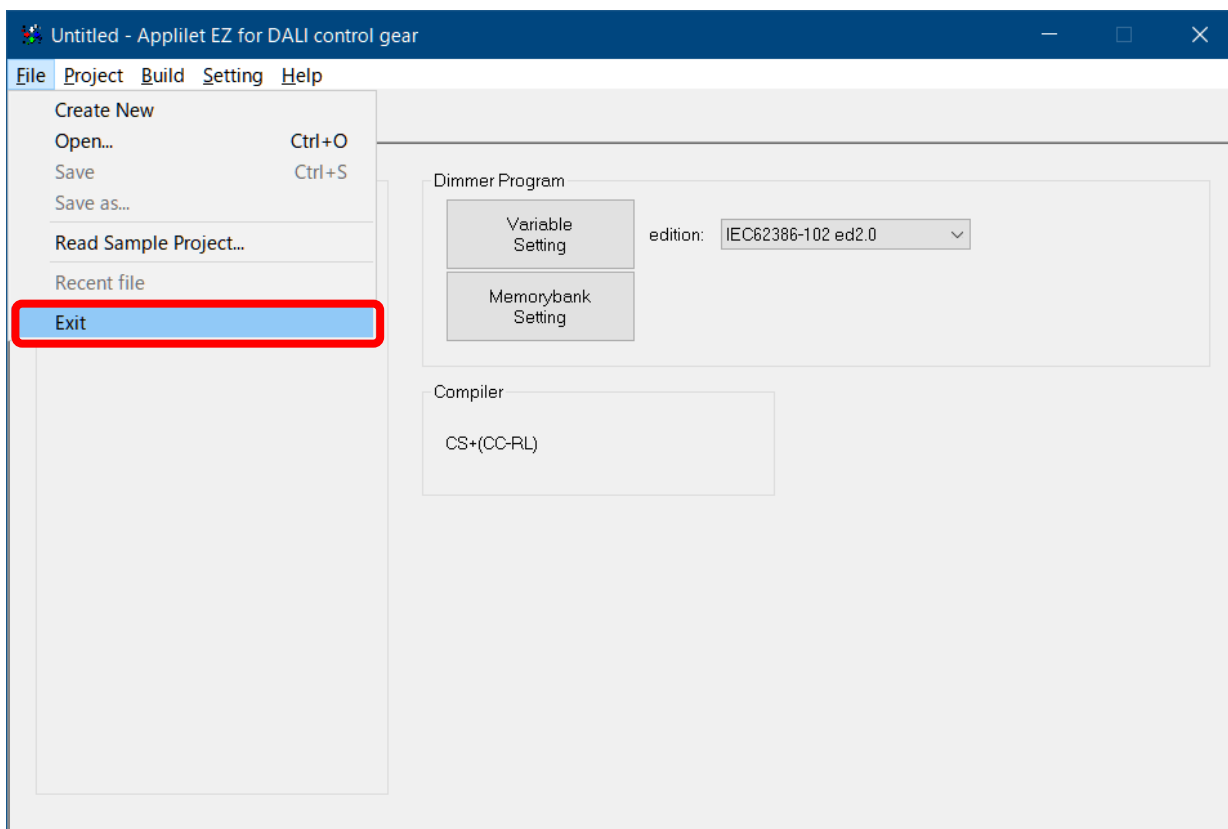 Untitled - Applilet EZ for DALI control gear
File Project Build Setting Help
Create New
Open... Ctrl+O
Save Ctrl+S
Save as...
Read Sample Project...
Recent file
Exit
Dimmer Program
Variable
Setting
edition: IEC62386-102 ed2.0
Memorybank
Setting
Compiler
CS+(CC-RL)